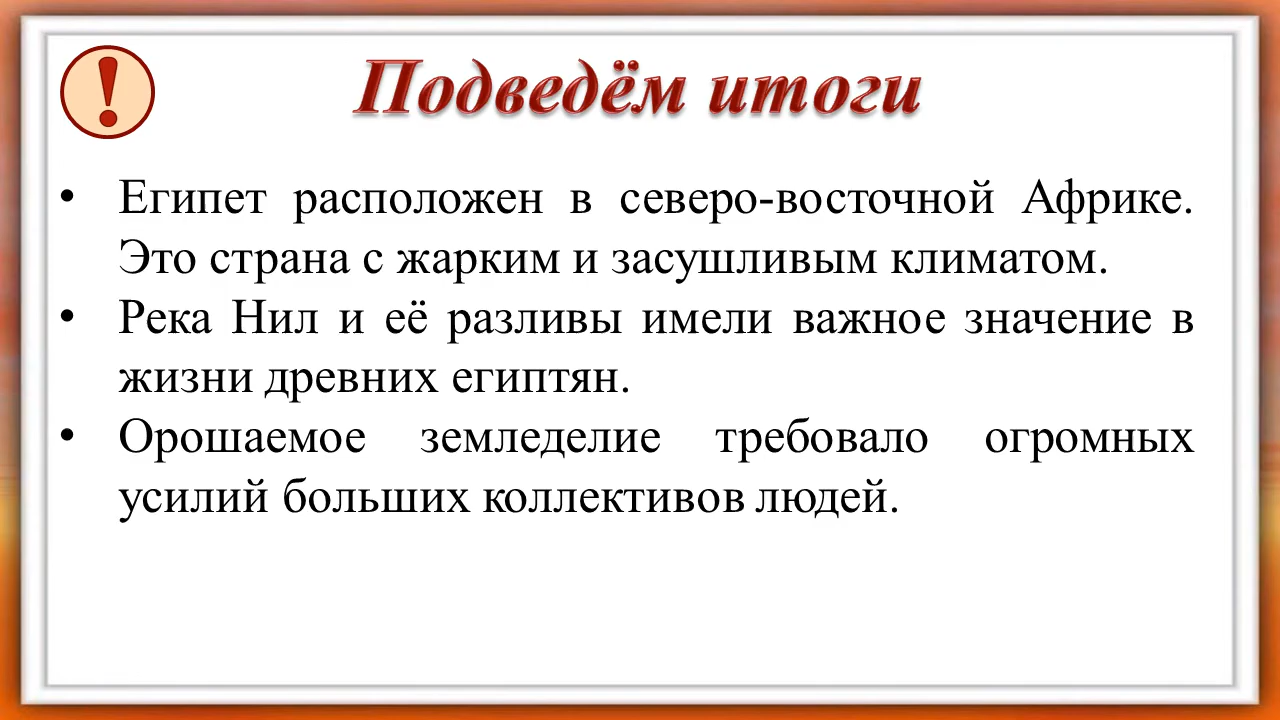 Подведём итоги
• Египет расположен в северо-восточной Африке.
Это страна с жарким и засушливым климатом.
• Река Нил и её разливы имели важное значение в
жизни древних египтян.
• Орошаемое земледелие требовало огромных
усилий больших коллективов людей.